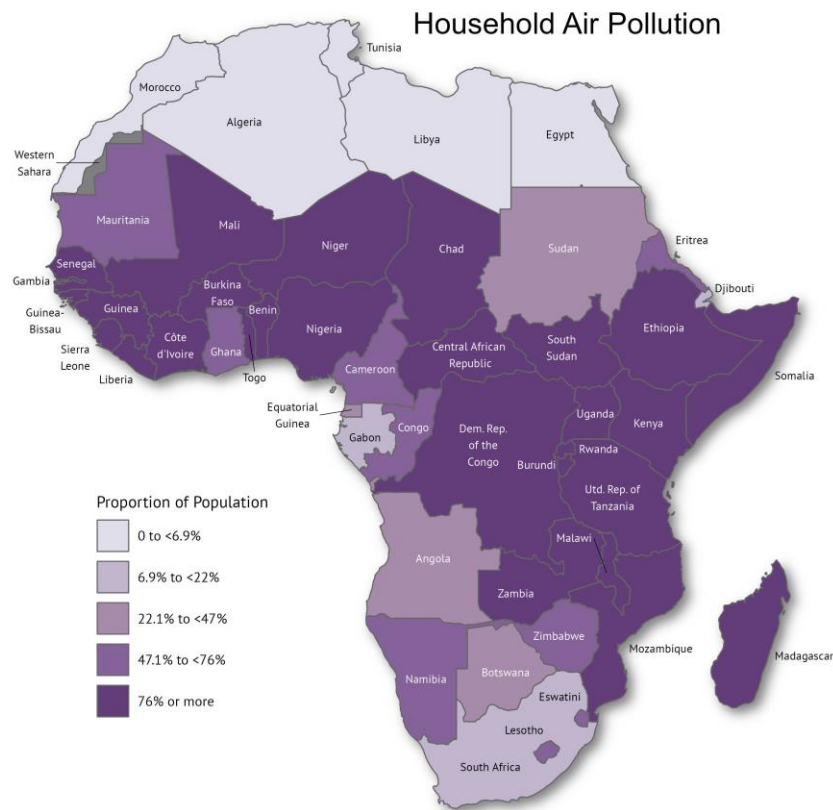 Household Air Pollution
Tunisia
Morocco
Algeria
Libya
Egypt
Western
Sahara
Mauritania
Mali
Niger
Chad
Sudan
Eritrea
Senegal
Gambia
Guinea-
Bissau
Guinea
Sierra
Leone
Liberia
Côte
d'Ivoire
Burkina
Faso
Ghana
Togo
Benin
Nigeria
Cameroon
Central African
Republic
South
Sudan
Ethiopia
Djibouti
Somalia
Equatorial
Guinea
Gabon
Congo
Dem. Rep.
of the
Congo
Uganda
Kenya
Rwanda
Burundi
Utd. Rep. of
Tanzania
Malawi
Angola
Zambia
Mozambique
Madagascar
Zimbabwe
Namibia
Botswana
Eswatini
Lesotho
South Africa
Proportion of Population
0 to <6.9%
6.9% to <22%
22.1% to <47%
47.1% to <76%
76% or more